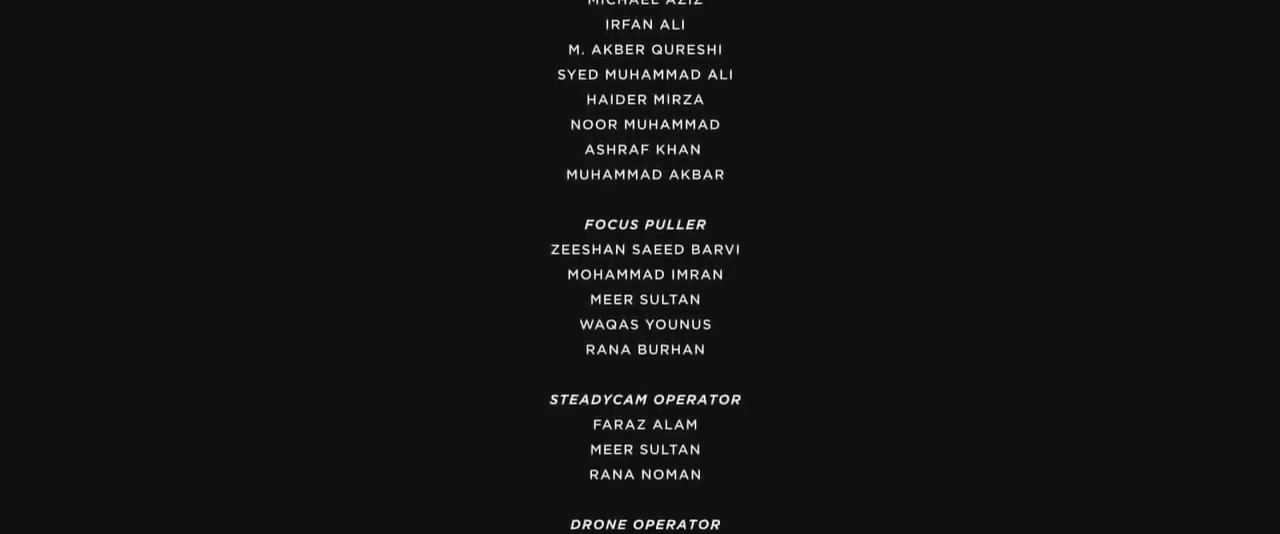 MICHAEL AZIZ
IRFAN ALI
M. AKBER QURESHI
SYED MUHAMMAD ALI
HAIDER MIRZA
NOOR MUHAMMAD
ASHRAF KHAN
MUHAMMAD AKBAR
FOCUS PULLER
ZEESHAN SAEED BARVI
MOHAMMAD IMRAN
MEER SULTAN
WAQAS YOUNUS
RANA BURHAN
STEADYCAM OPERATOR
FARAZ ALAM
MEER SULTAN
RANA NOMAN
DRONE OPERATOR